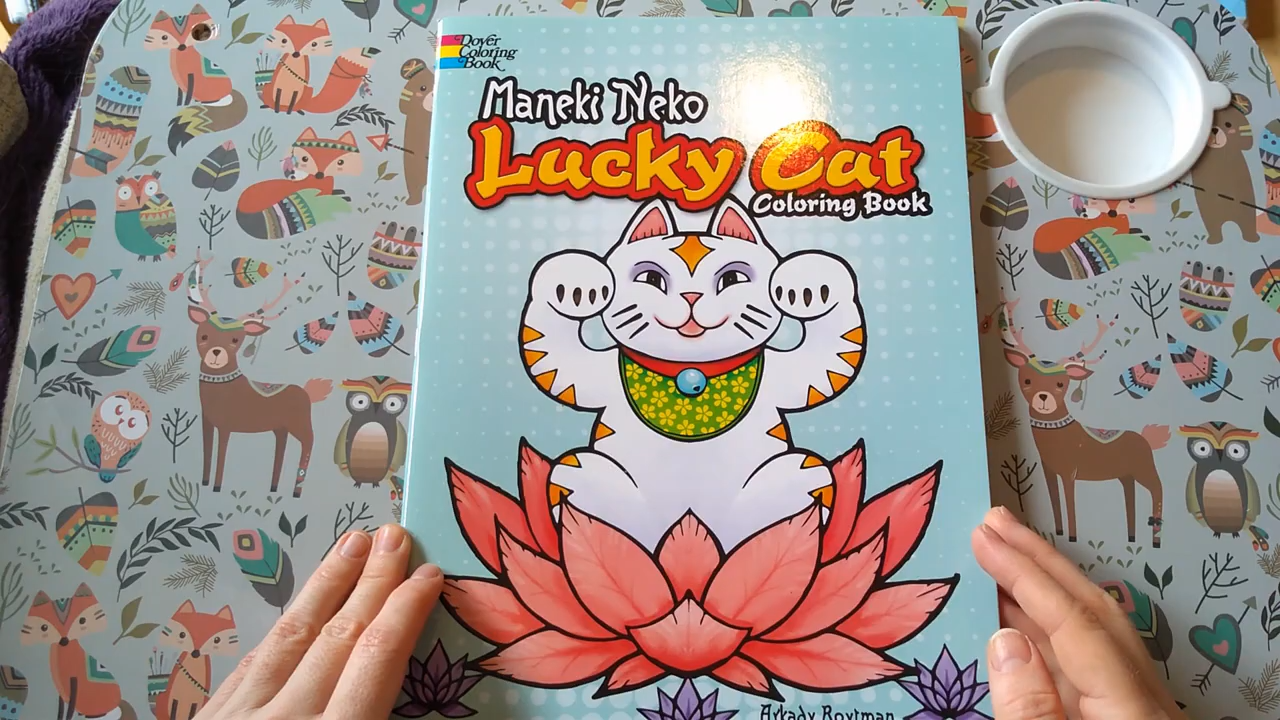 Dover
Coloring
Book
Maneki Neko
Lucky Cat
Coloring Book
Arkady Roytman